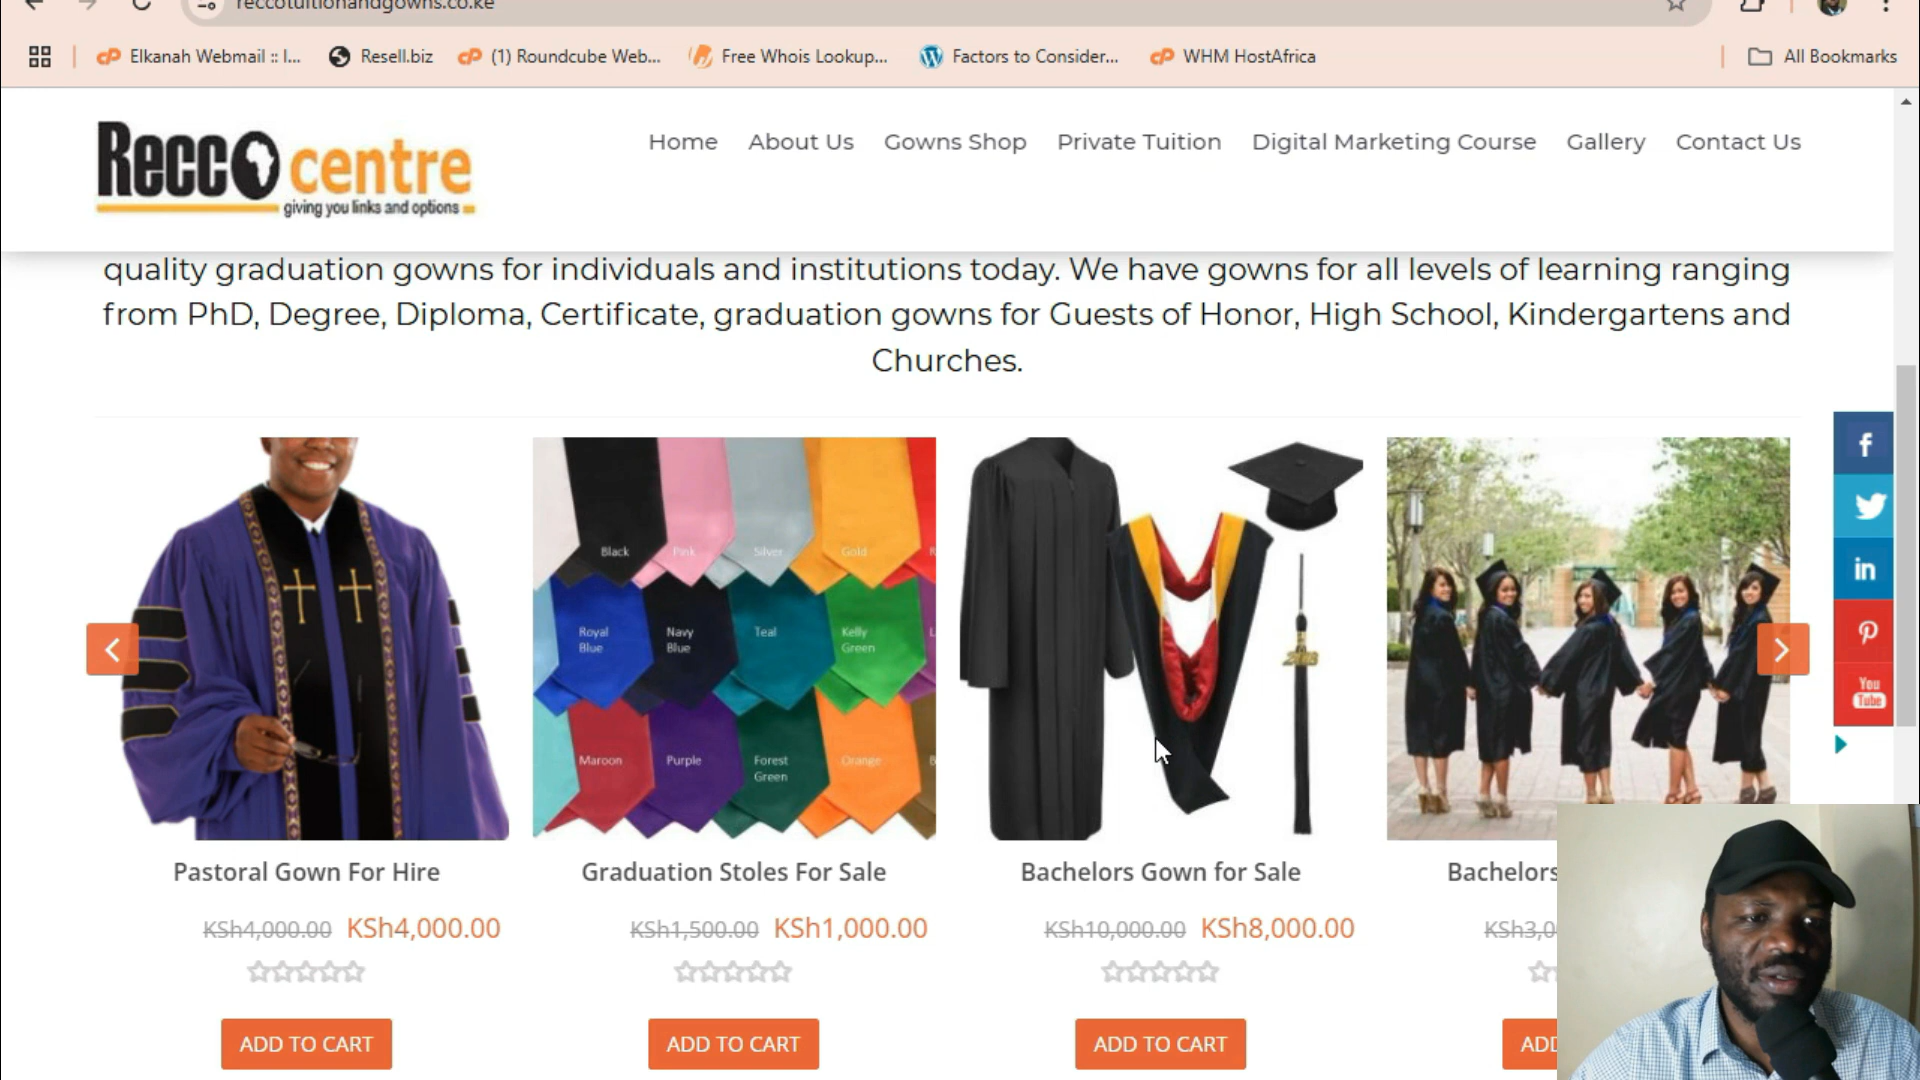 reccotuitionandgowns.co.ke
Elkanah Webmail :: I...
Resell.biz
(1) Roundcube Web...
Free Whois Lookup...
Factors to Consider...
WHM HostAfrica
All Bookmarks
Recco centre
giving you links and options
Home
About Us
Gowns Shop
Private Tuition
Digital Marketing Course
Gallery
Contact Us
quality graduation gowns for individuals and institutions today. We have gowns for all levels of learning ranging
from PhD, Degree, Diploma, Certificate, graduation gowns for Guests of Honor, High School, Kindergartens and
Churches.
Black
Pink
Silver
Gold
R
Royal
Blue
Navy
Blue
Teal
Kelly
Green
L
Maroon
Purple
Forest
Green
Orange
B
You
Tube
Pastoral Gown For Hire
Graduation Stoles For Sale
Bachelors Gown for Sale
Bachelors
KSh4,000.00 KSh4,000.00
KSh1,500.00 KSh1,000.00
KSh10,000.00 KSh8,000.00
KSh3,0
ADD TO CART
ADD TO CART
ADD TO CART
ADD